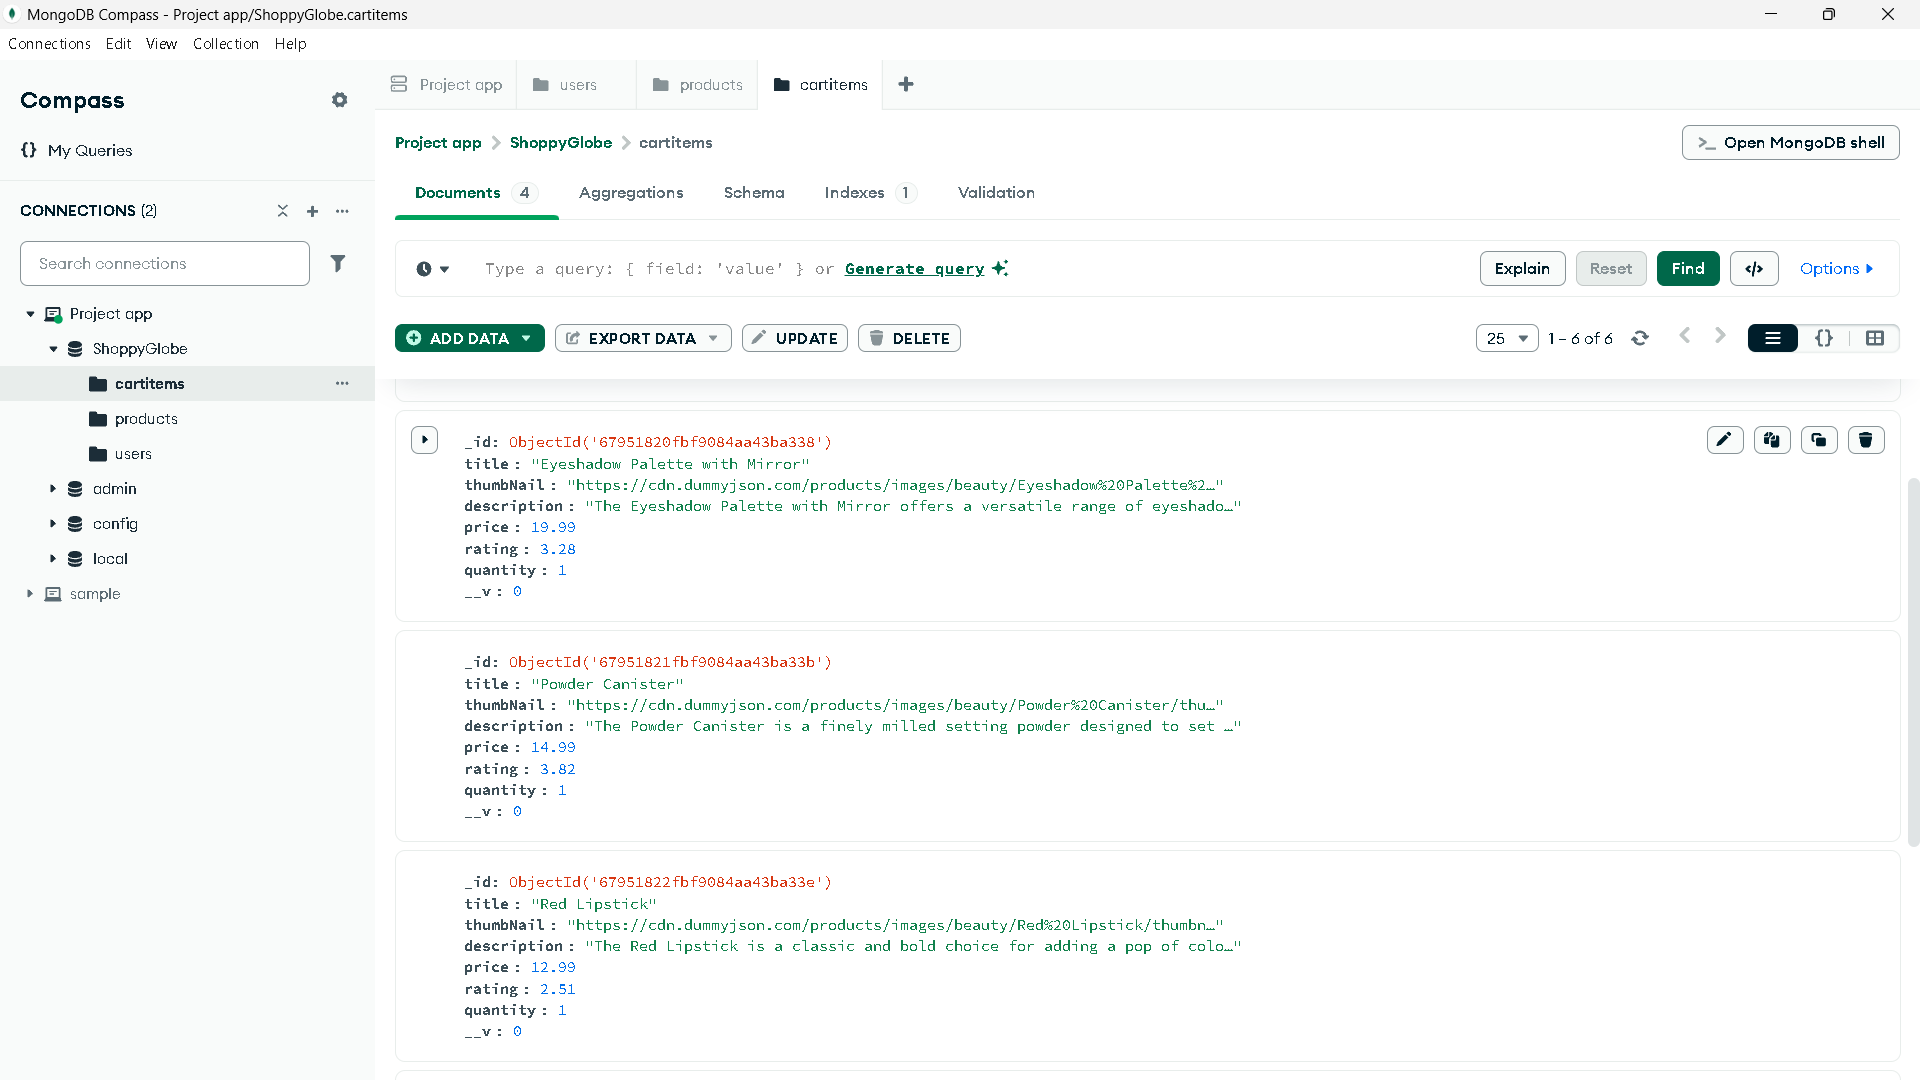 MongoDB Compass - Project app/ShoppyGlobe.cartitems
Connections Edit View Collection Help
Compass
{} My Queries
CONNECTIONS (2)
Search connections
Project app
ShoppyGlobe
cartitems
products
users
admin
config
local
sample
Project app users products cartitems
Project app > ShoppyGlobe > cartitems
>_ Open MongoDB shell
Documents 4 Aggregations Schema Indexes 1 Validation
Type a query: { field: 'value' } or Generate query
Explain Reset Find </> Options
ADD DATA EXPORT DATA UPDATE DELETE
25 1 – 6 of 6 {}
_id: ObjectId('67951820fbf9084aa43ba338')
title : "Eyeshadow Palette with Mirror"
thumbNail : "https://cdn.dummyjson.com/products/images/beauty/Eyeshadow%20Palette%2…"
description : "The Eyeshadow Palette with Mirror offers a versatile range of eyeshado…"
price : 19.99
rating : 3.28
quantity : 1
__v : 0
_id: ObjectId('67951821fbf9084aa43ba33b')
title : "Powder Canister"
thumbNail : "https://cdn.dummyjson.com/products/images/beauty/Powder%20Canister/thu…"
description : "The Powder Canister is a finely milled setting powder designed to set …"
price : 14.99
rating : 3.82
quantity : 1
__v : 0
_id: ObjectId('67951822fbf9084aa43ba33e')
title : "Red Lipstick"
thumbNail : "https://cdn.dummyjson.com/products/images/beauty/Red%20Lipstick/thumbn…"
description : "The Red Lipstick is a classic and bold choice for adding a pop of colo…"
price : 12.99
rating : 2.51
quantity : 1
__v : 0